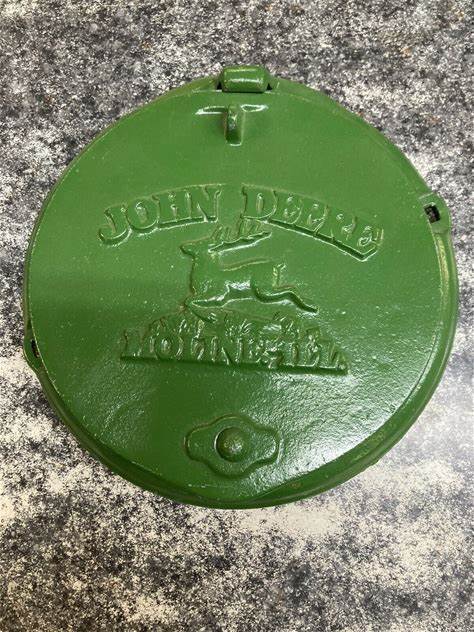 JOHN DEERE
MOLINE, ILL.